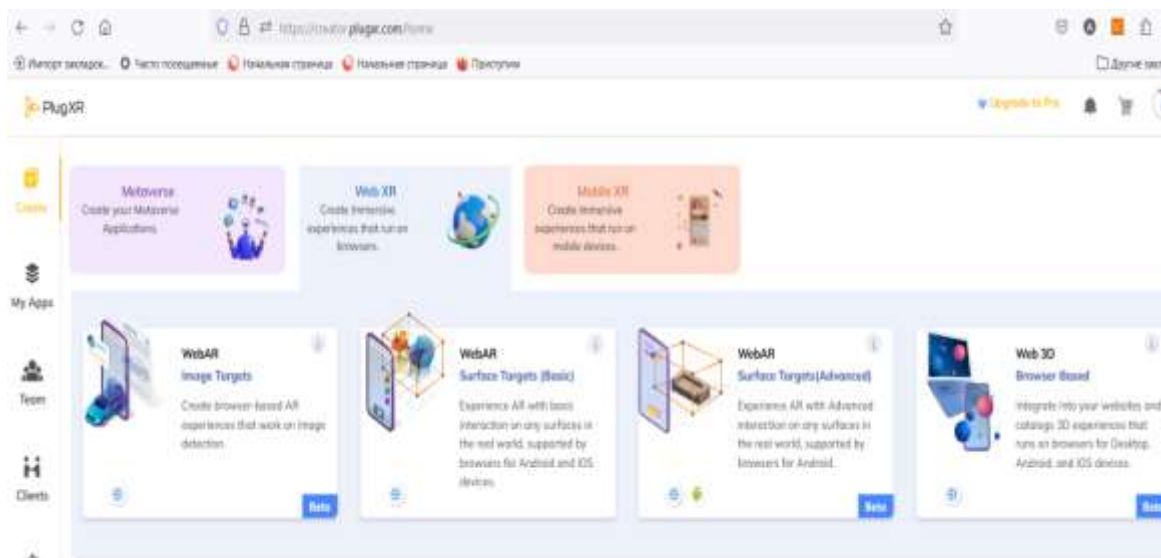 https://creator.plugxr.com/home
Импорт закладок...
Часто посещаемые
Начальная страница
Начальная страница
Приступим
Другие закл
PlugXR
Upgrade to Pro
Create
My Apps
Team
Clients
Metaverse
Create your Metaverse
Applications.
Web XR
Create Immersive
experiences that run on
browsers.
Mobile XR
Create Immersive
experiences that run on
mobile devices.
WebAR
Image Targets
Create browser-based AR
experiences that work on image
detection.
Beta
WebAR
Surface Targets (Basic)
Experience AR with basic
interaction on any surfaces in
the real world, supported by
browsers for Android and IOS
devices.
WebAR
Surface Targets(Advanced)
Experience AR with Advanced
interaction on any surfaces in
the real world, supported by
browsers for Android.
Beta
Web 3D
Browser Based
Integrate into your websites and
catalogs 3D experiences that
runs on browsers for Desktop,
Android, and IOS devices.
Beta